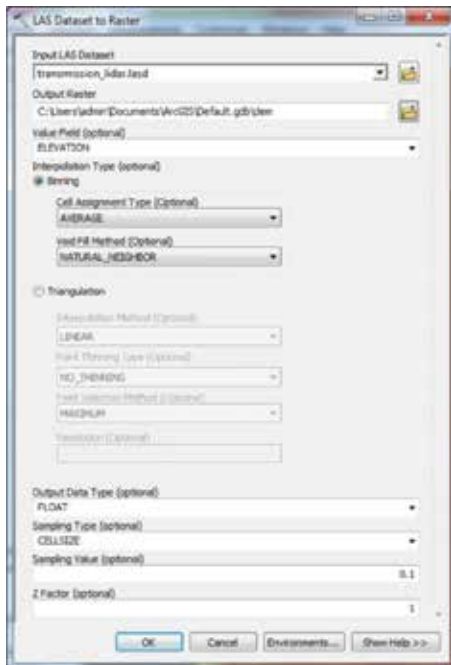 LAS Dataset to Raster
Input LAS Dataset
transmission_lidar.lasd
Output Raster
C:\Users\admin\Documents\ArcGIS\Default.gdb\dem
Value Field (optional)
ELEVATION
Interpolation Type (optional)
Binning
Cell Assignment Type (Optional)
AVERAGE
Void Fill Method (Optional)
NATURAL_NEIGHBOR
Triangulation
Interpolation Method (Optional)
LINEAR
Point Thinning Type (Optional)
NO_THINNING
Point Selection Method (Optional)
MAXIMUM
Resolution (Optional)
Output Data Type (optional)
FLOAT
Sampling Type (optional)
CELLSIZE
Sampling Value (optional)
0.1
Z Factor (optional)
1
OK Cancel Environments... Show Help >>